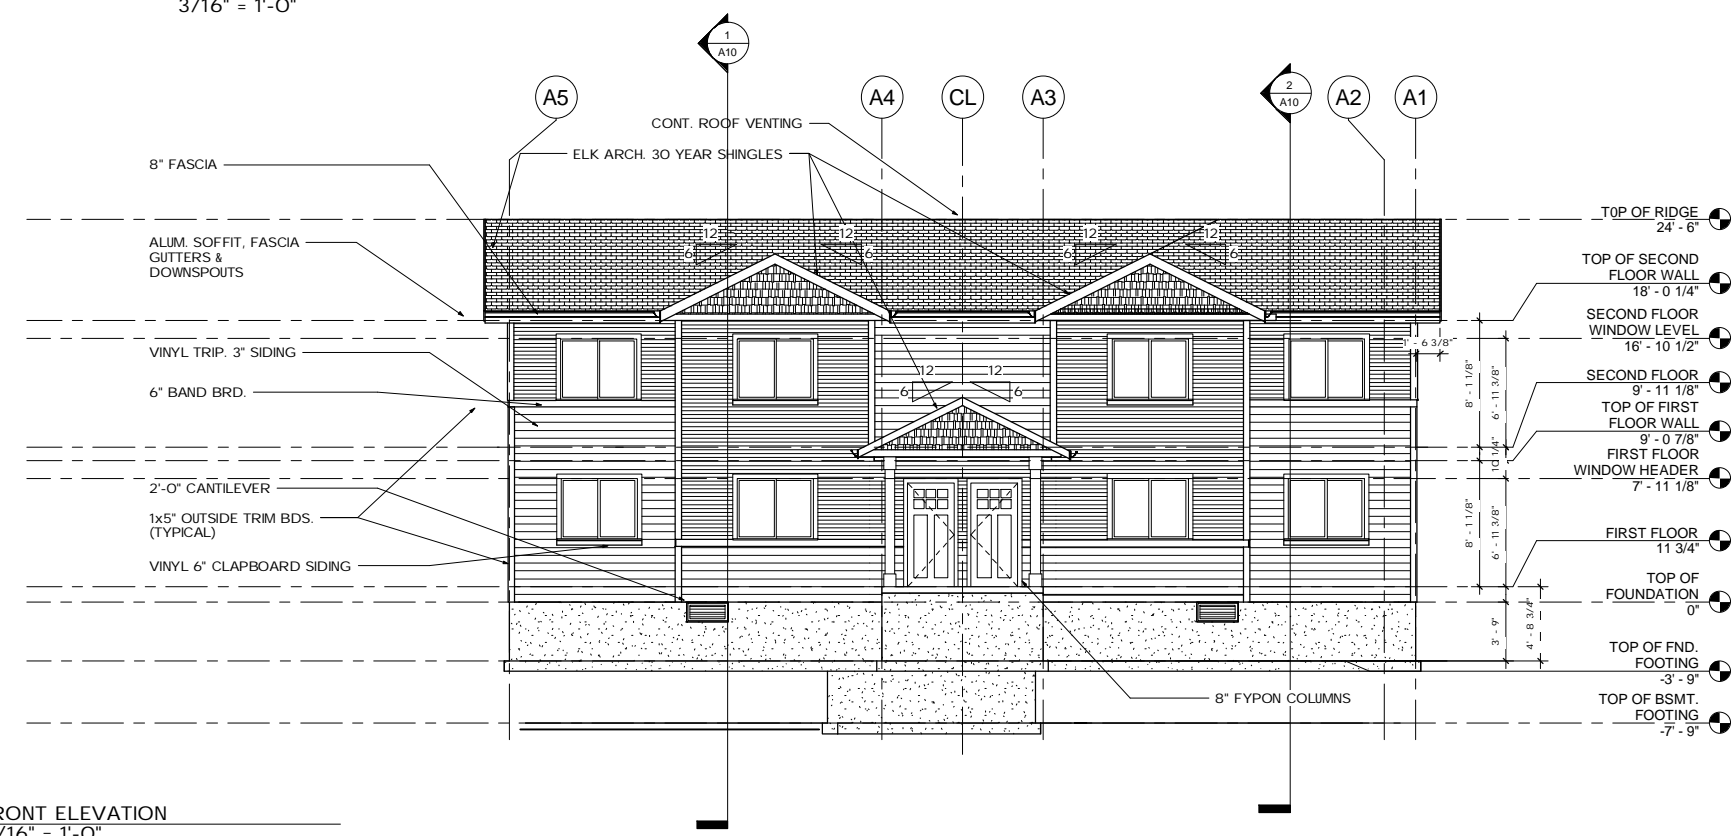 3/16" = 1'-0"
1
A10
2
A10
A5
A4
CL
A3
A2
A1
CONT. ROOF VENTING
ELK ARCH. 30 YEAR SHINGLES
8" FASCIA
ALUM. SOFFIT, FASCIA
GUTTERS &
DOWNSPOUTS
VINYL TRIP. 3" SIDING
6" BAND BRD.
2'-0" CANTILEVER
1x5" OUTSIDE TRIM BDS.
(TYPICAL)
VINYL 6" CLAPBOARD SIDING
12
6
12
6
12
6
12
6
12
6
12
6
8" FYPON COLUMNS
TOP OF RIDGE
24' - 6"
TOP OF SECOND
FLOOR WALL
18' - 0 1/4"
SECOND FLOOR
WINDOW LEVEL
16' - 10 1/2"
1' - 6 3/8"
SECOND FLOOR
9' - 11 1/8"
TOP OF FIRST
FLOOR WALL
9' - 0 7/8"
FIRST FLOOR
WINDOW HEADER
7' - 11 1/8"
FIRST FLOOR
11 3/4"
TOP OF
FOUNDATION
0"
TOP OF FND.
FOOTING
-3' - 9"
TOP OF BSMT.
FOOTING
-7' - 9"
8' - 1 1/8"
6' - 11 3/8"
10 1/4"
8' - 1 1/8"
6' - 11 3/8"
3' - 9"
4' - 8 3/4"
RONT ELEVATION
/16" = 1'-0"